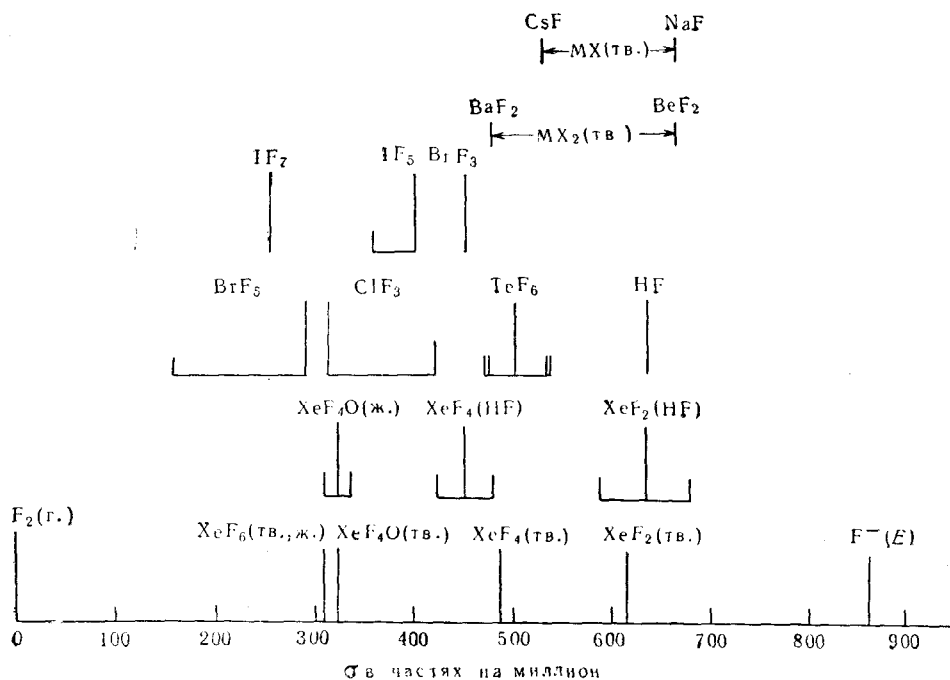 CsF NaF
MX(тв.)
BaF₂ BeF₂
MX₂(тв)
IF₇ IF₅ BrF₃
BrF₅ ClF₃ TeF₆ HF
XeF₄O(ж.) XeF₄(HF) XeF₂(HF)
F₂(г.) XeF₆(тв.,ж.) XeF₄O(тв.) XeF₄(тв.) XeF₂(тв.) F⁻(E)
0 100 200 300 400 500 600 700 800 900
σ в частях на миллион